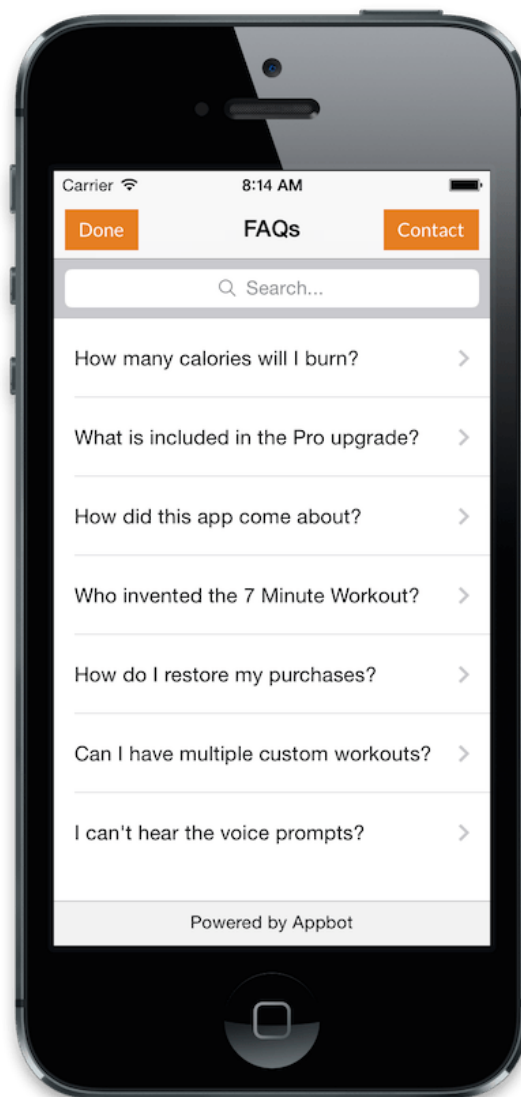 Carrier
8:14 AM
Done
FAQs
Contact
Search...
How many calories will I burn?
What is included in the Pro upgrade?
How did this app come about?
Who invented the 7 Minute Workout?
How do I restore my purchases?
Can I have multiple custom workouts?
I can't hear the voice prompts?
Powered by Appbot